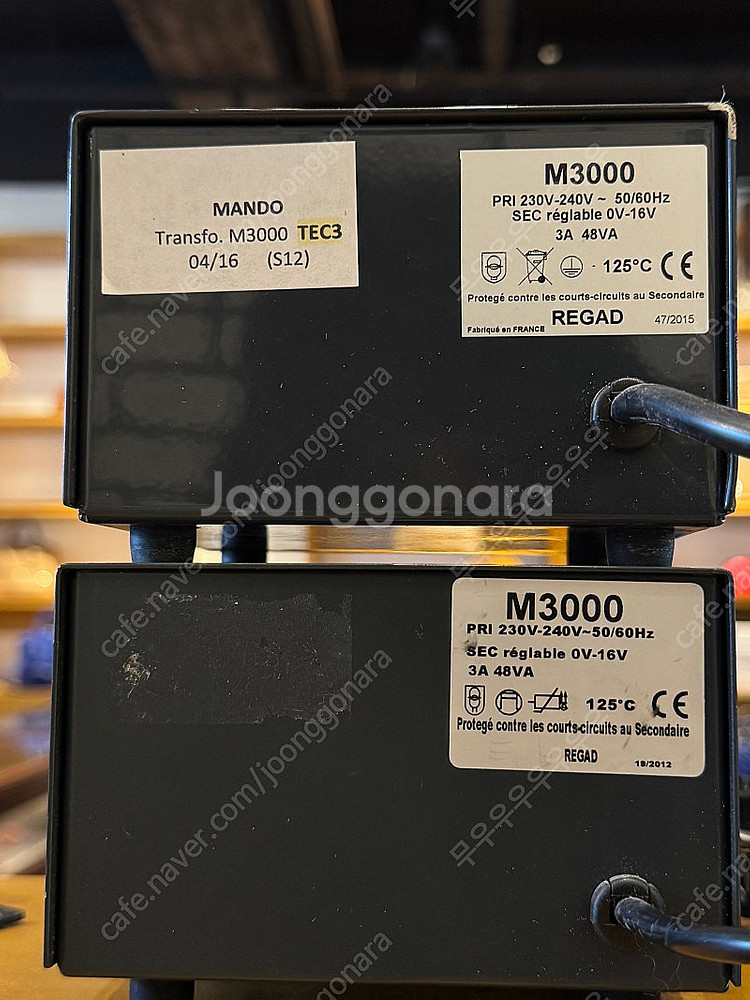 MANDO
Transfo. M3000 TEC3
04/16 (S12)
M3000
PRI 230V-240V ~ 50/60Hz
SEC réglable 0V-16V
3A 48VA
- 125°C CE
Protegé contre les courts-circuits au Secondaire
REGAD 47/2015
Fabriqué en FRANCE
Joonggonara
M3000
PRI 230V-240V~50/60Hz
SEC réglable 0V-16V
3A 48VA
125°C CE
Protegé contre les courts-circuits au Secondaire
REGAD
19/2012
cafe.naver.com/joonggonara